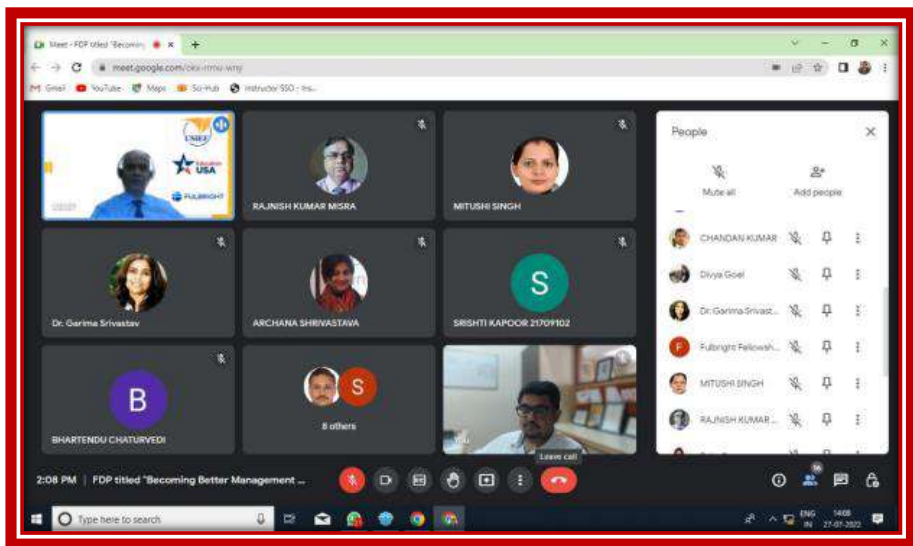 Meet - FDP titled "Becoming
meet.google.com/
Gmail YouTube Maps Sci-Hub Instructor SSO - Ins...
USIEF
Education
USA
FULBRIGHT
RAJNISH KUMAR MISRA
MITUSHI SINGH
Dr. Garima Srivastav
ARCHANA SHRIVASTAVA
S
SRISHTI KAPOOR 21709102
B
BHARTENDU CHATURVEDI
S
8 others
You
Leave call
People
Mute all Add people
CHANDAN KUMAR
Divya Goel
Dr. Garima Srivast...
F Fulbright Fellowsh...
MITUSHI SINGH
RAJNISH KUMAR ...
2:08 PM | FDP titled "Becoming Better Management ...
16
Type here to search
ENG 14:08
IN 27-07-2022